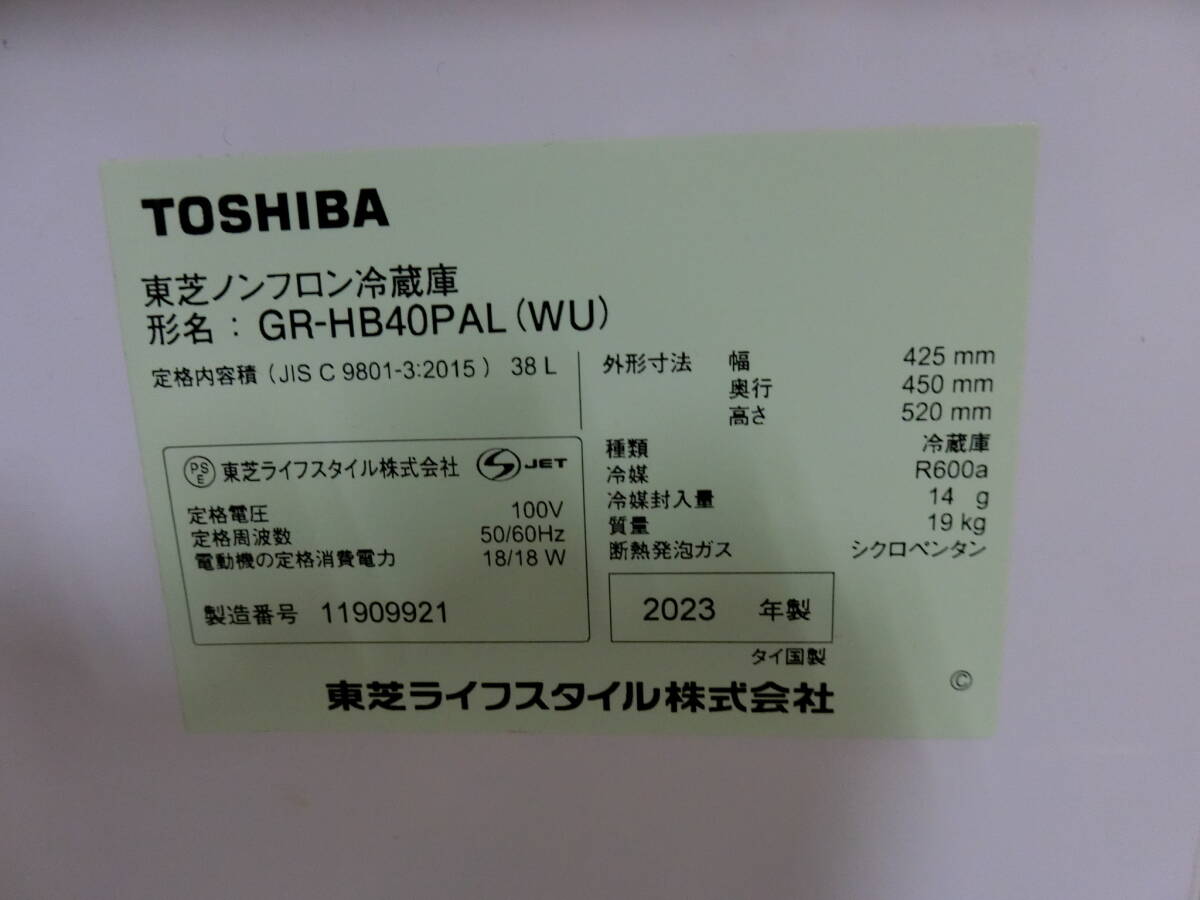 TOSHIBA
東芝ノンフロン冷蔵庫
形名 : GR-HB40PAL(WU)
定格内容積 (JIS C 9801-3:2015 ) 38 L
外形寸法 幅 425 mm
奥行 450 mm
高さ 520 mm
種類 冷蔵庫
冷媒 R600a
冷媒封入量 14 g
質量 19 kg
断熱発泡ガス シクロペンタン
PSE 東芝ライフスタイル株式会社 S JET
定格電圧 100V
定格周波数 50/60Hz
電動機の定格消費電力 18/18 W
製造番号 11909921
2023 年製
タイ国製
東芝ライフスタイル株式会社
©